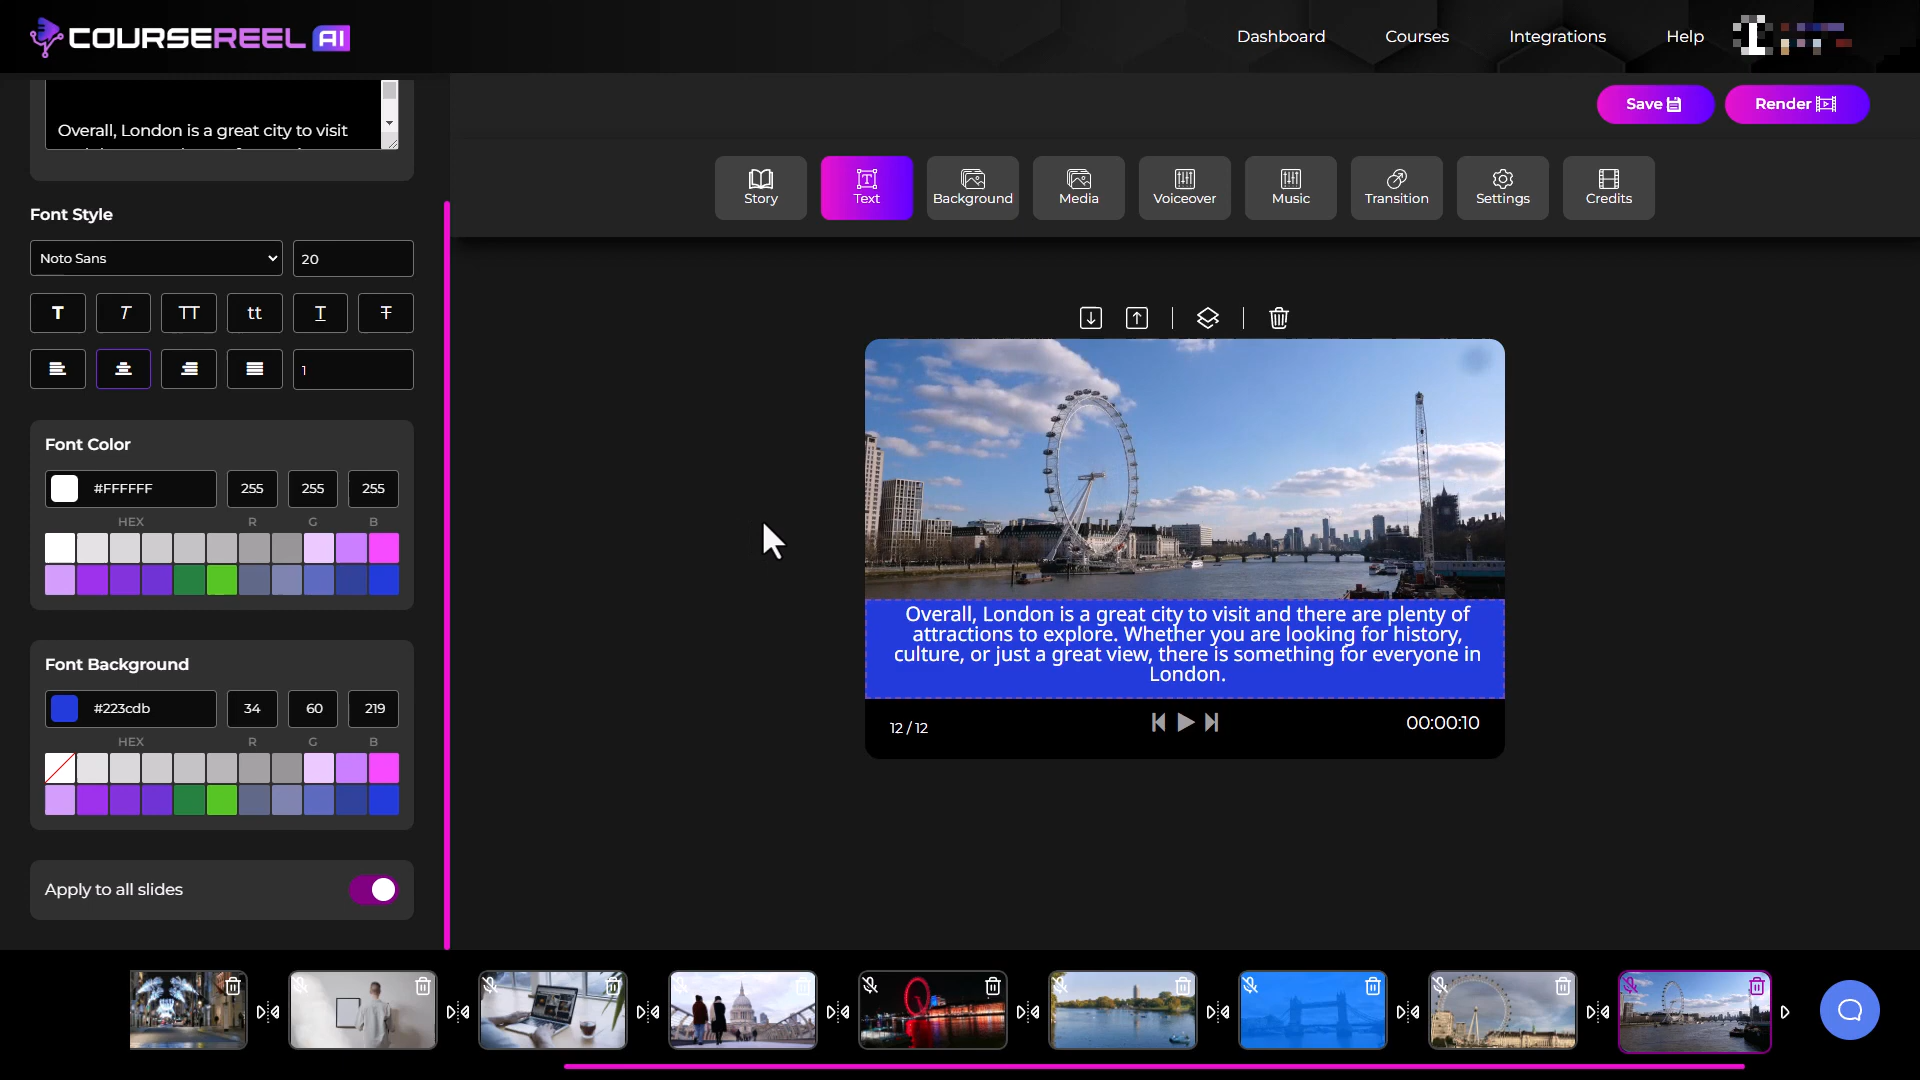 COURSEREEL AI
Dashboard
Courses
Integrations
Help
Save
Render
Story
Text
Background
Media
Voiceover
Music
Transition
Settings
Credits
Overall, London is a great city to visit
Font Style
Noto Sans
20
T
T
TT
tt
T
T
1
Font Color
#FFFFFF
255
255
255
HEX
R
G
B
Font Background
#223cdb
34
60
219
HEX
R
G
B
Apply to all slides
Overall, London is a great city to visit and there are plenty of
attractions to explore. Whether you are looking for history,
culture, or just a great view, there is something for everyone in
London.
12 / 12
00:00:10